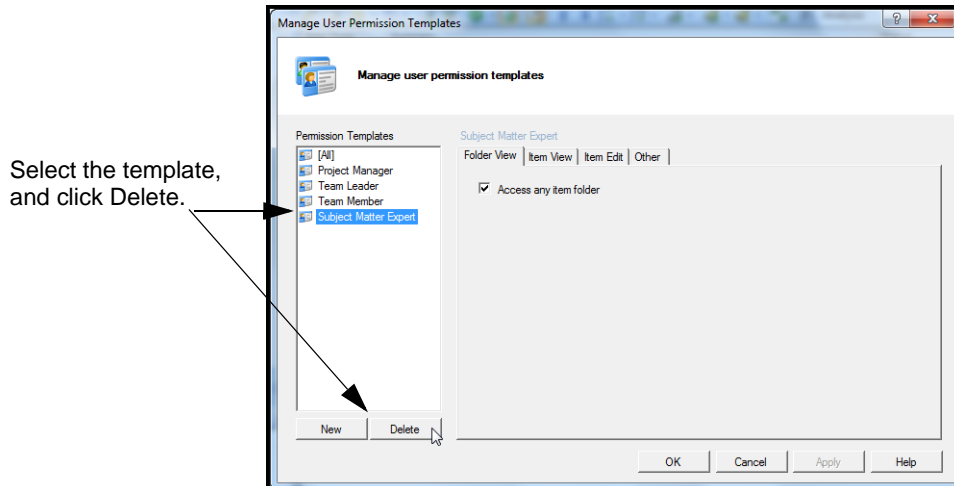 Manage User Permission Templates
?
Manage user permission templates
Permission Templates
Subject Matter Expert
[All]
Project Manager
Team Leader
Team Member
Subject Matter Expert
Folder View
Item View
Item Edit
Other
Access any item folder
Select the template,
and click Delete.
New
Delete
OK
Cancel
Apply
Help